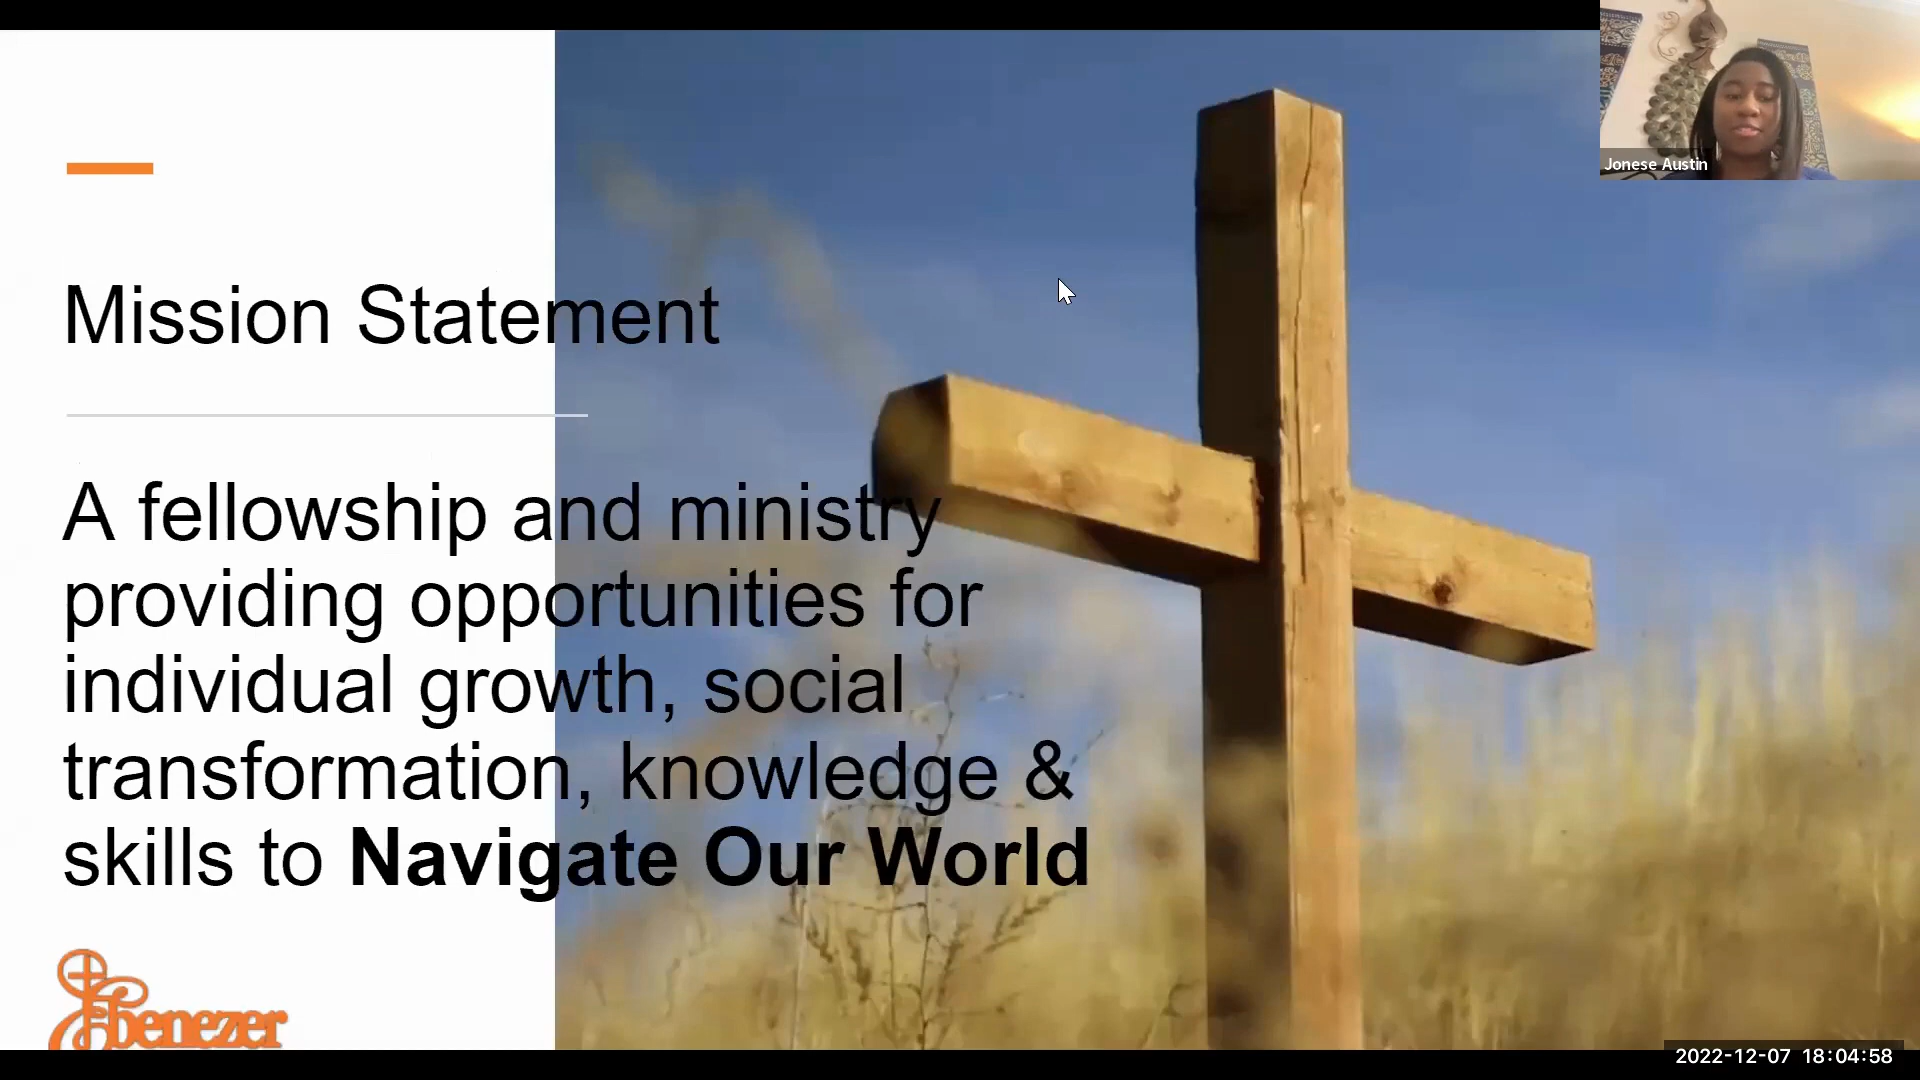 Jonese Austin
Mission Statement
A fellowship and ministry
providing opportunities for
individual growth, social
transformation, knowledge &
skills to Navigate Our World
Ebenezer
2022-12-07 18:04:58